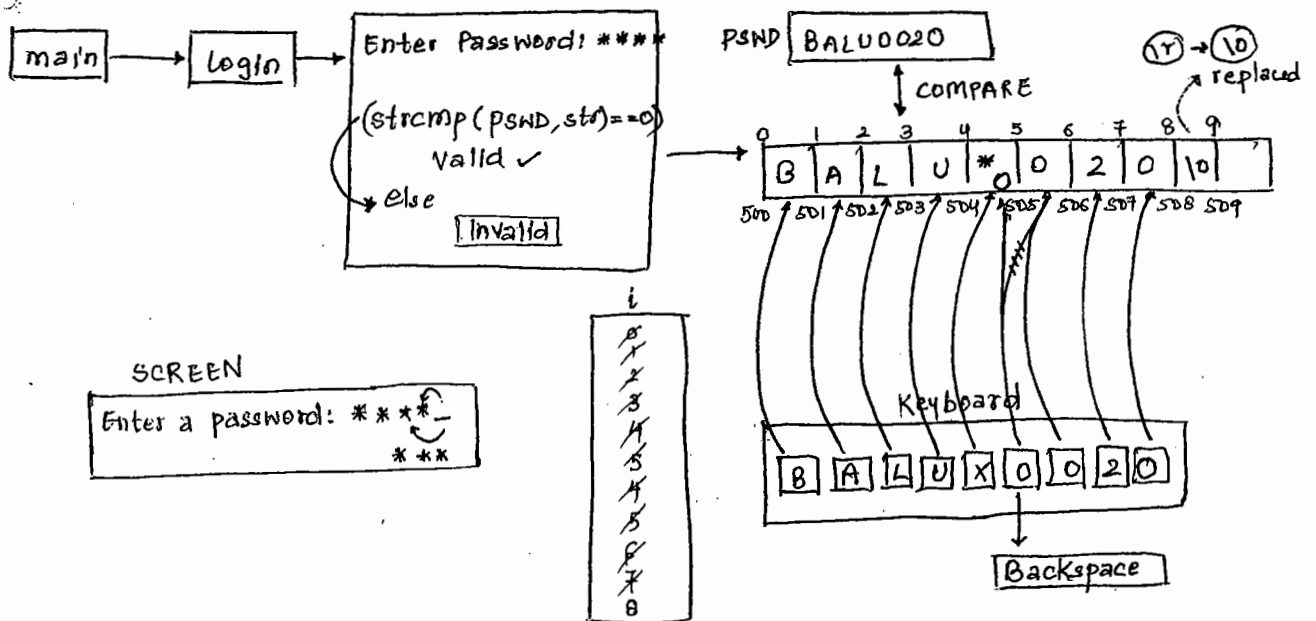 main
Login
Enter Password: ****
(strcmp(PSWD,str)==0)
Valid ✓
* else
Invalid
PSWD BALU0020
COMPARE
\r → \0
replaced
0 1 2 3 4 5 6 7 8 9
B A L U * 0 0 2 0 \0
500 501 502 503 504 505 506 507 508 509
i
0
1
2
3
4
5
4
5
6
7
8
SCREEN
Enter a password: * * * * _
* * *
Keyboard
B A L U X 0 0 2 0
Backspace